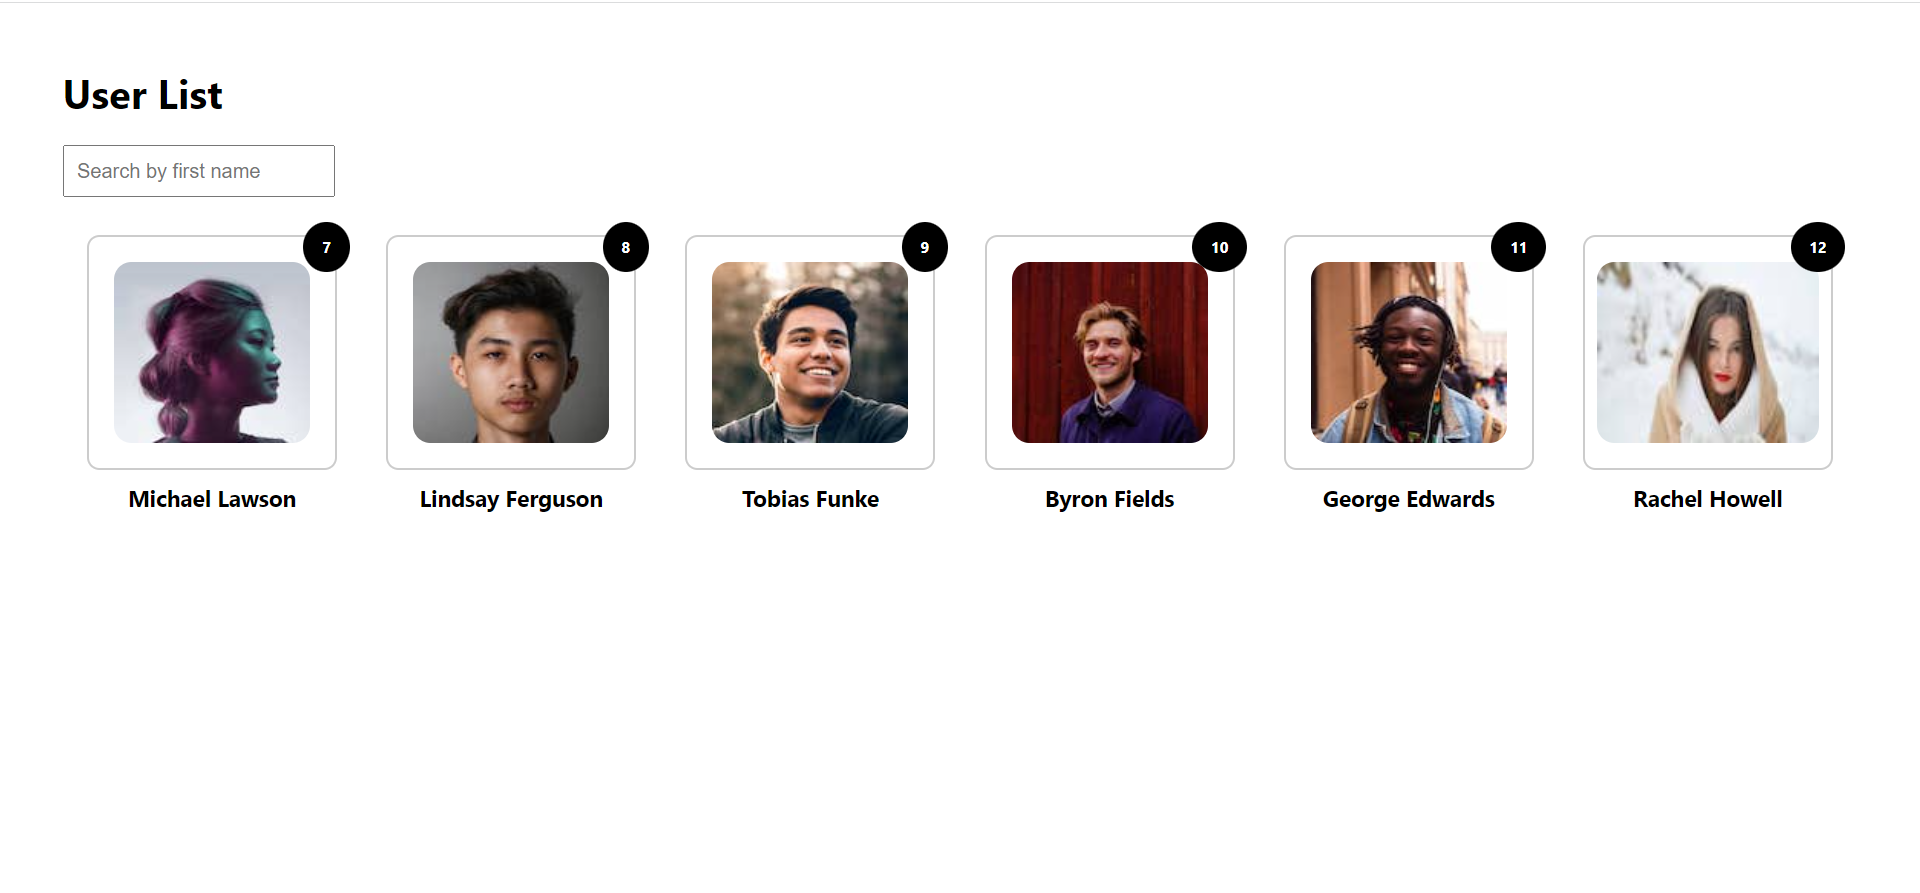 User List
Search by first name
7 8 9 10 11 12
Michael Lawson Lindsay Ferguson Tobias Funke Byron Fields George Edwards Rachel Howell